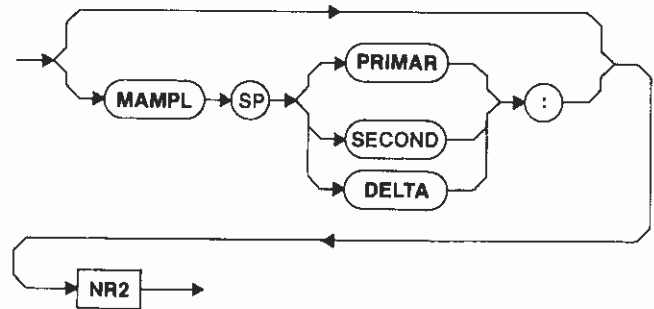 PRIMAR
MAMPL SP :
SECOND
DELTA
NR2